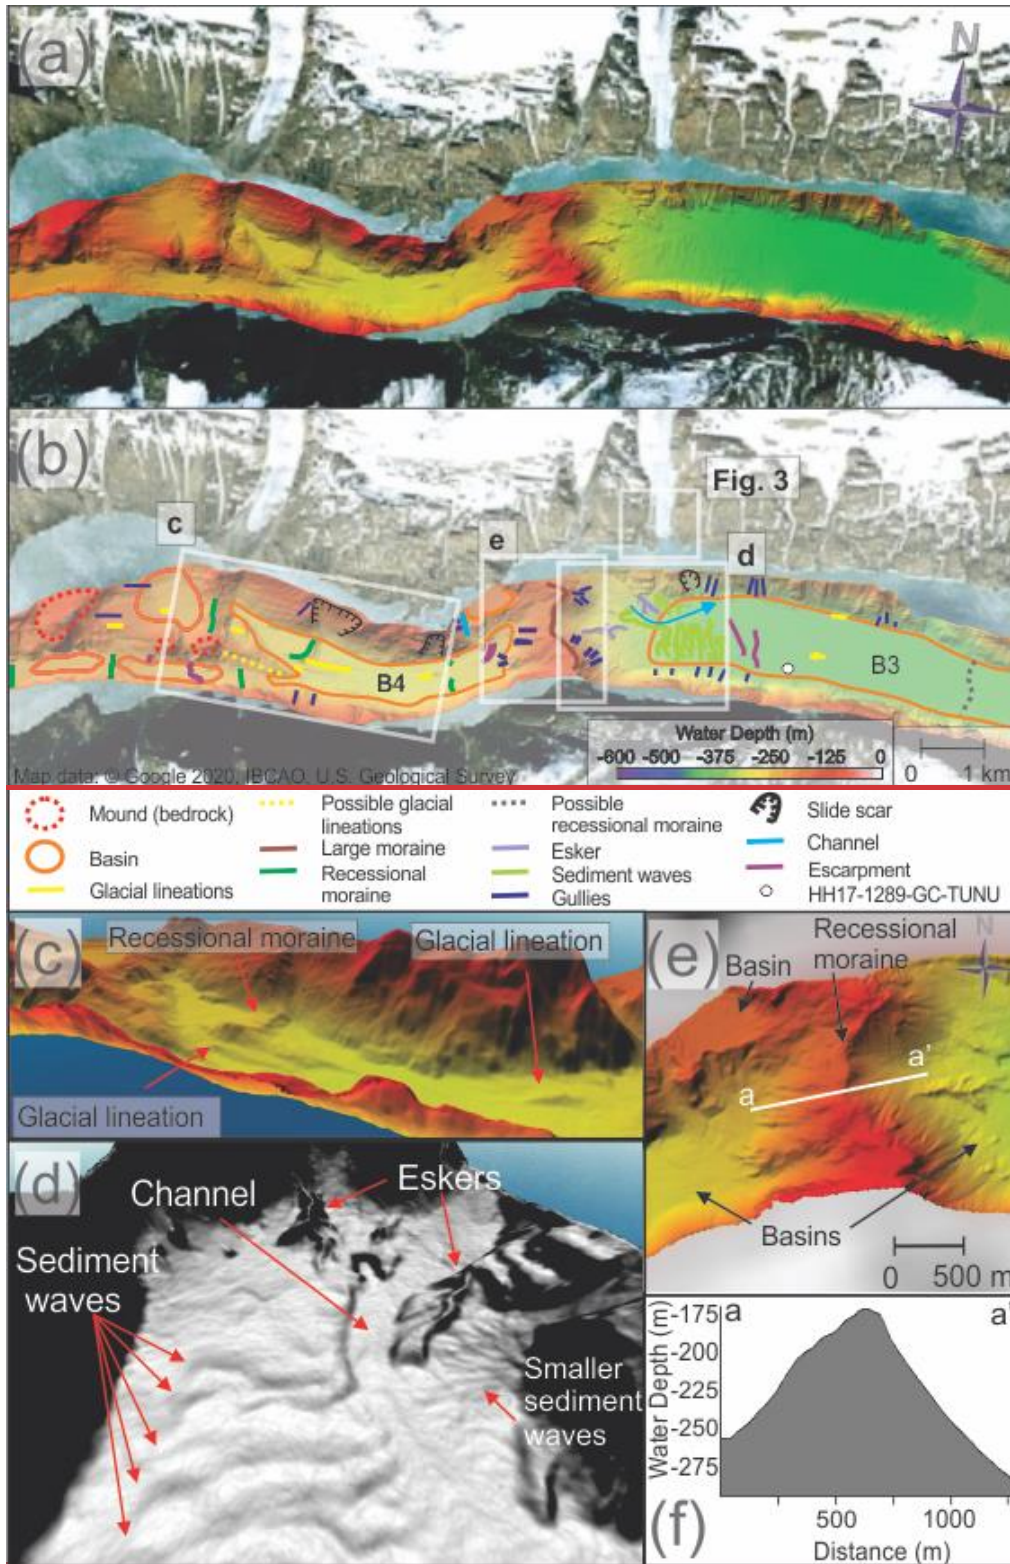 (a)
N
(b)
Fig. 3
c
e
d
B4
B3
Water Depth (m)
-600 -500 -375 -250 -125 0
0 1 km
Map data: © Google 2020, IBCAO, U.S. Geological Survey
Mound (bedrock)
Basin
Glacial lineations
Possible glacial
lineations
Large moraine
Recessional
moraine
Possible
recessional moraine
Esker
Sediment waves
Gullies
Slide scar
Channel
Escarpment
HH17-1289-GC-TUNU
(c)
Recessional moraine
Glacial lineation
Glacial lineation
(e)
Recessional
moraine
Basin
N
a
a'
Basins
0 500 m
(d)
Channel
Eskers
Sediment
waves
Smaller
sediment
waves
(f)
a
a'
Water Depth (m)
-175
-200
-225
-250
-275
500 1000
Distance (m)